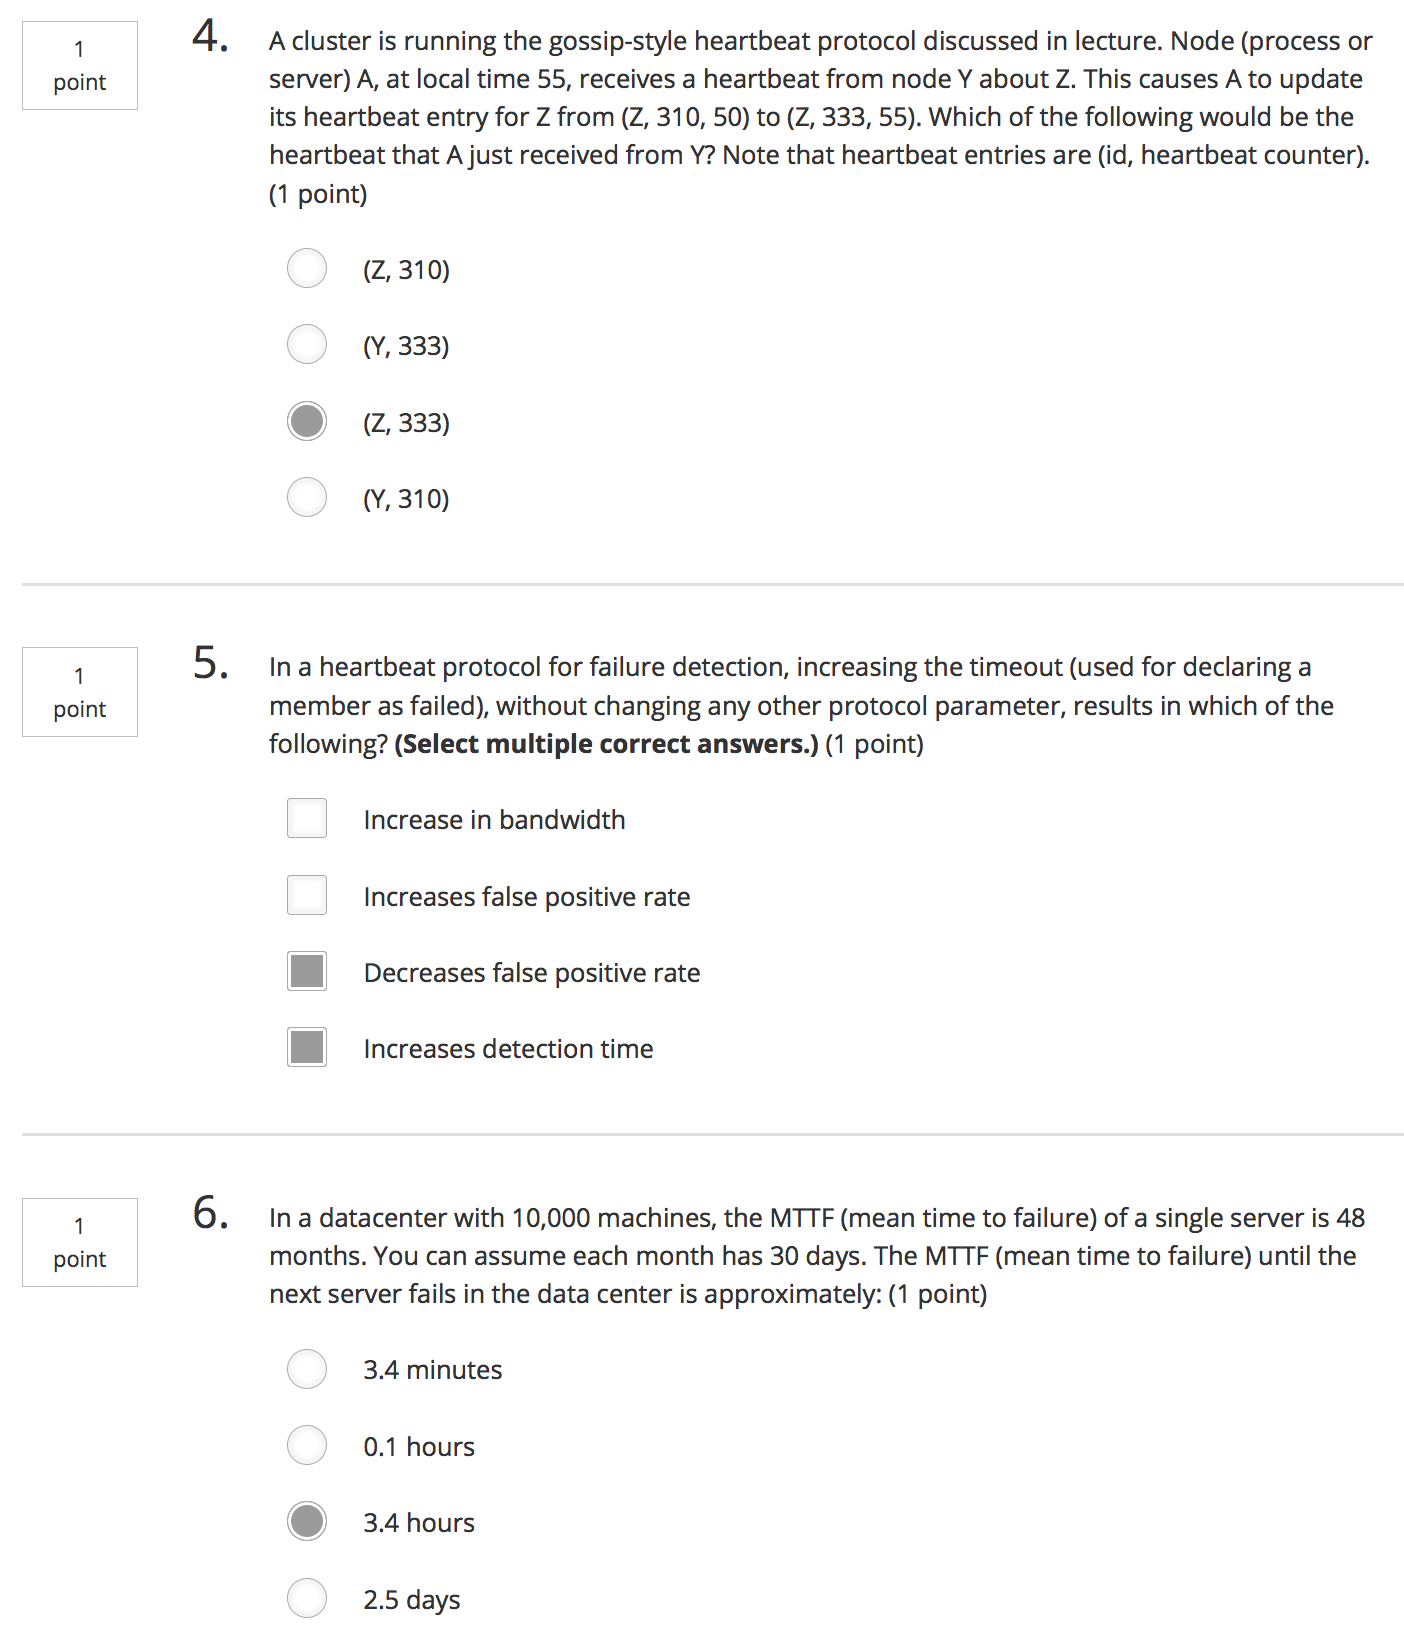 1
point
4.
A cluster is running the gossip-style heartbeat protocol discussed in lecture. Node (process or
server) A, at local time 55, receives a heartbeat from node Y about Z. This causes A to update
its heartbeat entry for Z from (Z, 310, 50) to (Z, 333, 55). Which of the following would be the
heartbeat that A just received from Y? Note that heartbeat entries are (id, heartbeat counter).
(1 point)
(Z, 310)
(Y, 333)
(Z, 333)
(Y, 310)
1
point
5.
In a heartbeat protocol for failure detection, increasing the timeout (used for declaring a
member as failed), without changing any other protocol parameter, results in which of the
following? (Select multiple correct answers.) (1 point)
Increase in bandwidth
Increases false positive rate
Decreases false positive rate
Increases detection time
1
point
6.
In a datacenter with 10,000 machines, the MTTF (mean time to failure) of a single server is 48
months. You can assume each month has 30 days. The MTTF (mean time to failure) until the
next server fails in the data center is approximately: (1 point)
3.4 minutes
0.1 hours
3.4 hours
2.5 days